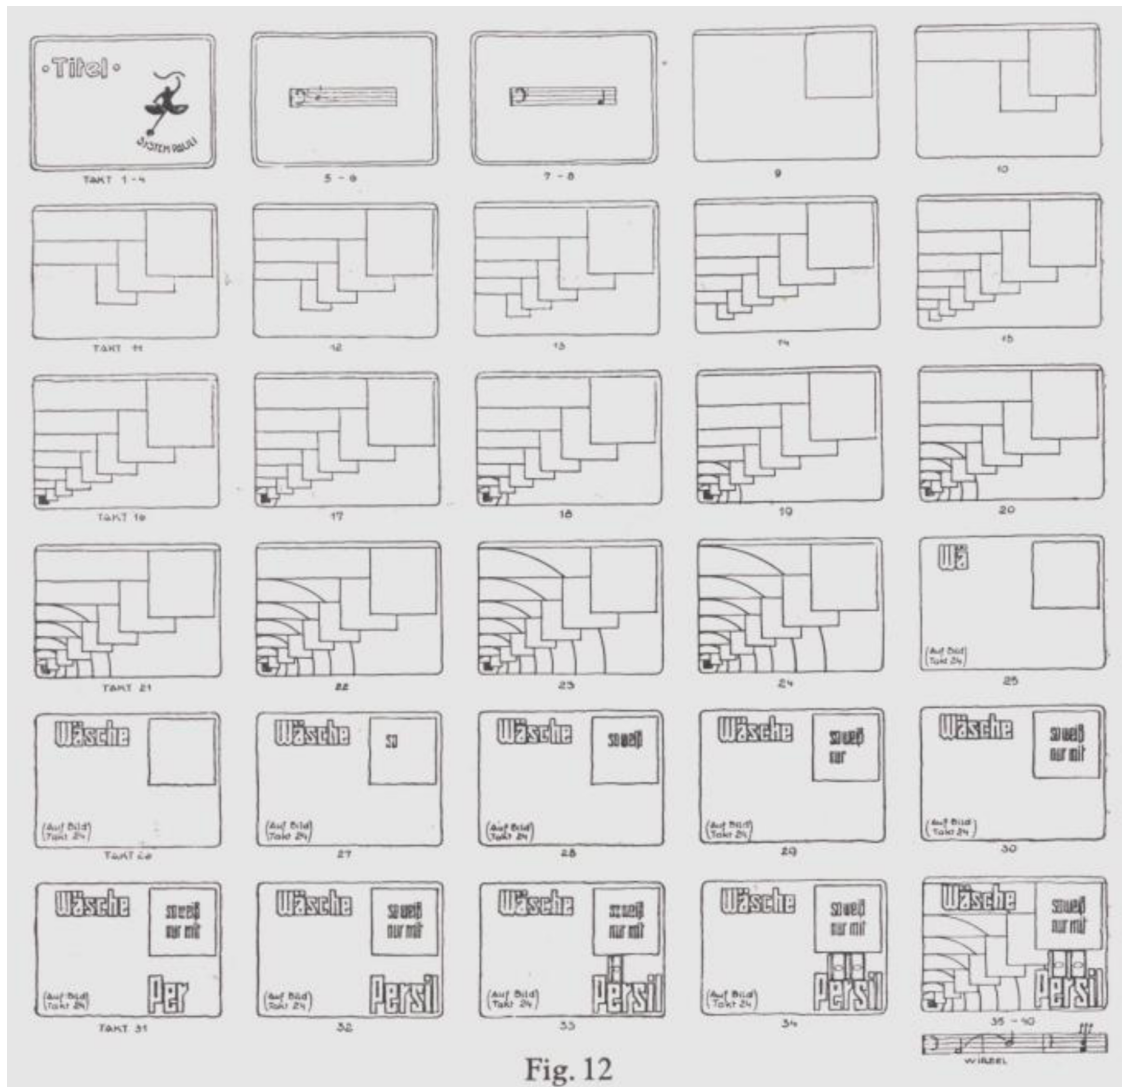 • Titel •
SYSTEM PAULI
TAKT 1 - 4
5 - 6
7 - 8
9
10
TAKT 11
12
13
14
15
TAKT 16
17
18
19
20
TAKT 21
22
23
24
Wä
(Auf Bild)
(Takt 24)
25
Wäsche
(Auf Bild)
(Takt 24)
TAKT 26
Wäsche
so
(Auf Bild)
(Takt 24)
27
Wäsche
so weiß
(Auf Bild)
(Takt 24)
28
Wäsche
so weiß
nur
(Auf Bild)
(Takt 24)
29
Wäsche
so weiß
nur mit
(Auf Bild)
(Takt 24)
30
Wäsche
so weiß
nur mit
Per
(Auf Bild)
(Takt 24)
TAKT 31
Wäsche
so weiß
nur mit
Persil
(Auf Bild)
(Takt 24)
32
Wäsche
so weiß
nur mit
Persil
(Auf Bild)
(Takt 24)
33
Wäsche
so weiß
nur mit
Persil
(Auf Bild)
(Takt 24)
34
Wäsche
so weiß
nur mit
Persil
35 - 40
WIRBEL
Fig. 12